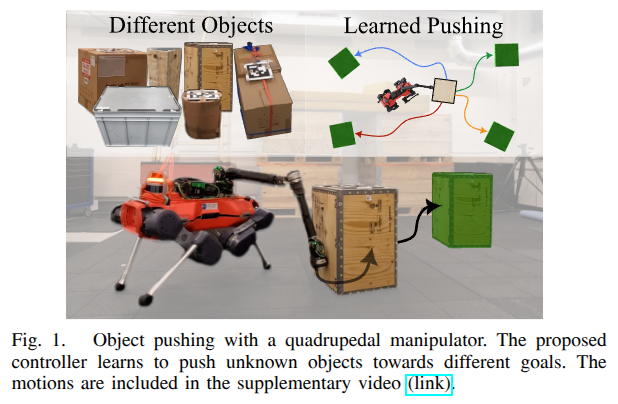 Different Objects
Learned Pushing
Fig. 1. Object pushing with a quadrupedal manipulator. The proposed
controller learns to push unknown objects towards different goals. The
motions are included in the supplementary video (link).